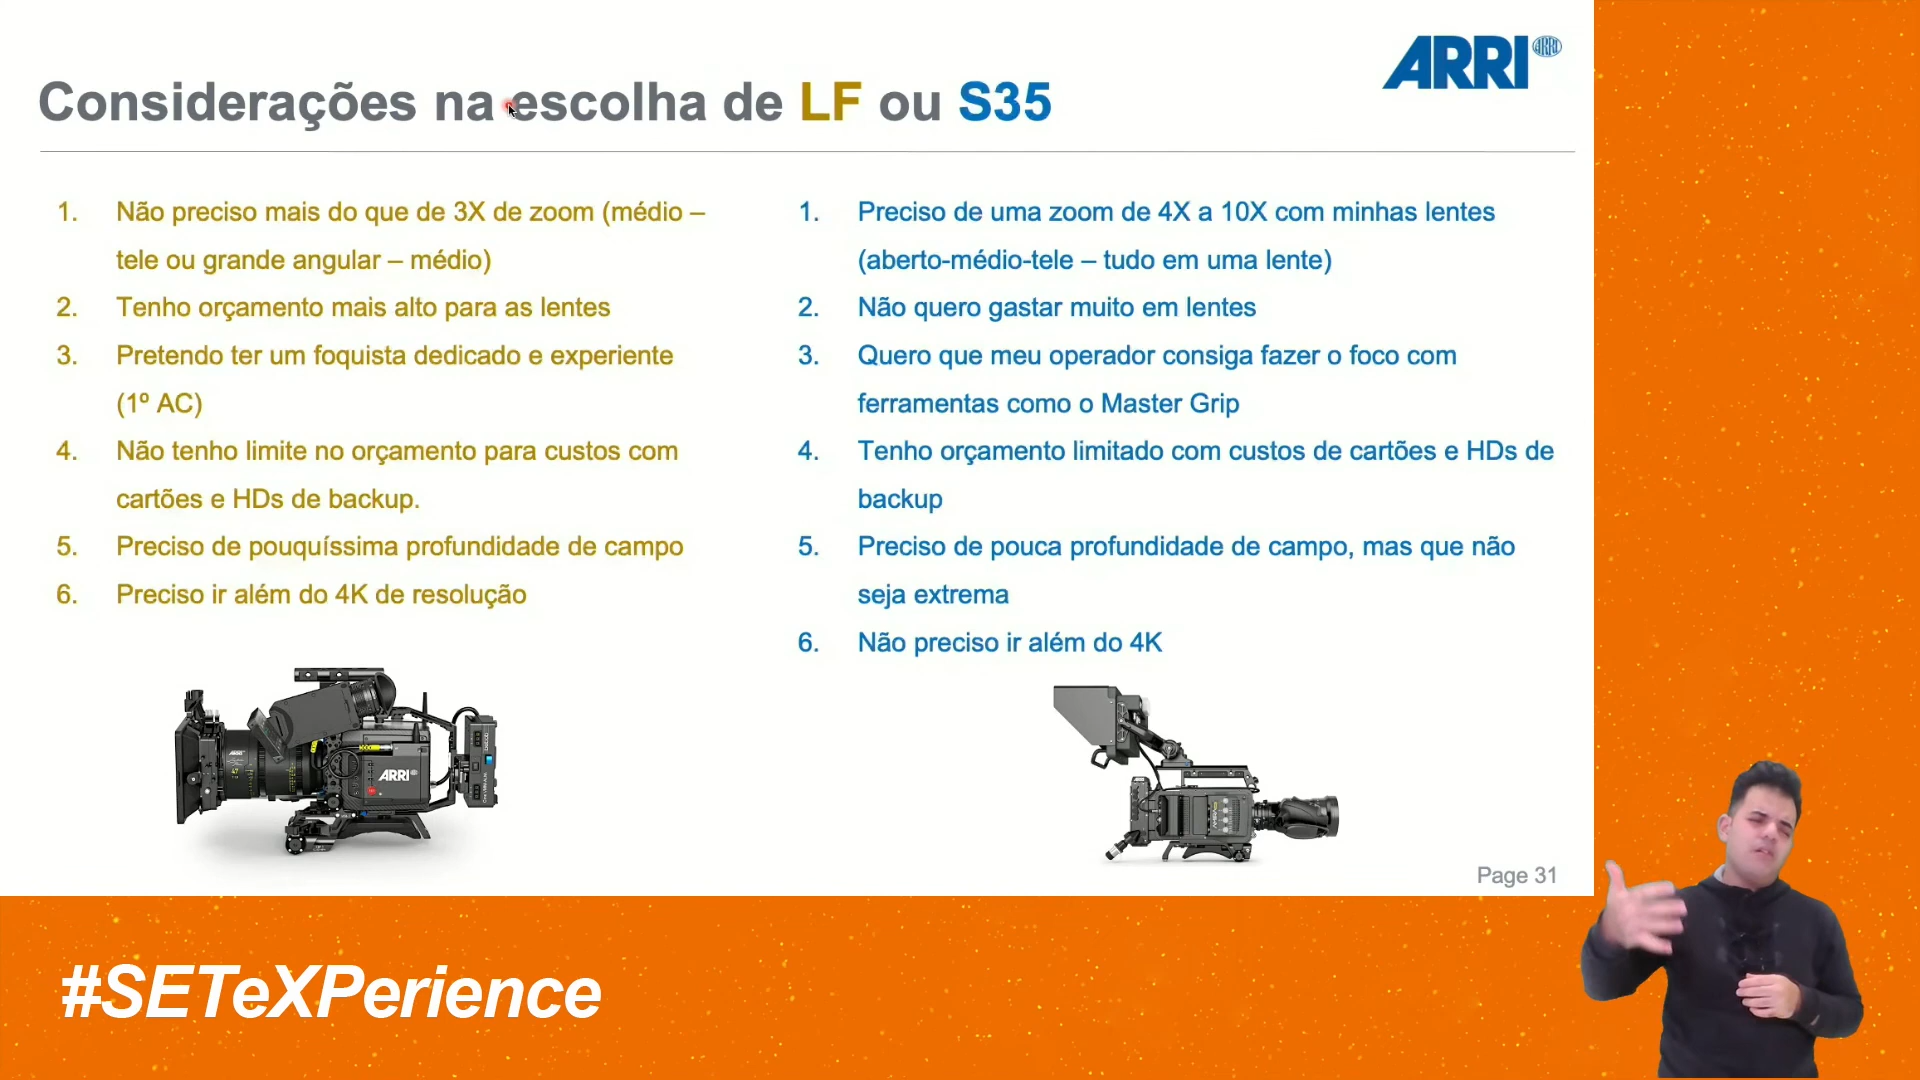 ARRI
Considerações na escolha de LF ou S35
1. Não preciso mais do que de 3X de zoom (médio –
tele ou grande angular – médio)
2. Tenho orçamento mais alto para as lentes
3. Pretendo ter um foquista dedicado e experiente
(1º AC)
4. Não tenho limite no orçamento para custos com
cartões e HDs de backup.
5. Preciso de pouquíssima profundidade de campo
6. Preciso ir além do 4K de resolução
1. Preciso de uma zoom de 4X a 10X com minhas lentes
(aberto-médio-tele – tudo em uma lente)
2. Não quero gastar muito em lentes
3. Quero que meu operador consiga fazer o foco com
ferramentas como o Master Grip
4. Tenho orçamento limitado com custos de cartões e HDs de
backup
5. Preciso de pouca profundidade de campo, mas que não
seja extrema
6. Não preciso ir além do 4K
ARRI
47
ARRI
Page 31
#SETeXPerience